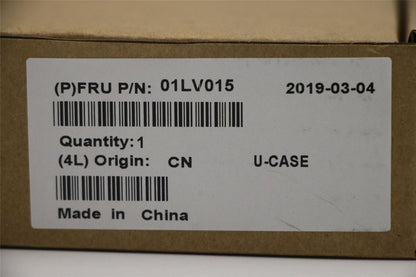 (P)FRU P/N: 01LV015 2019-03-04
Quantity:1
(4L) Origin: CN U-CASE
Made in China